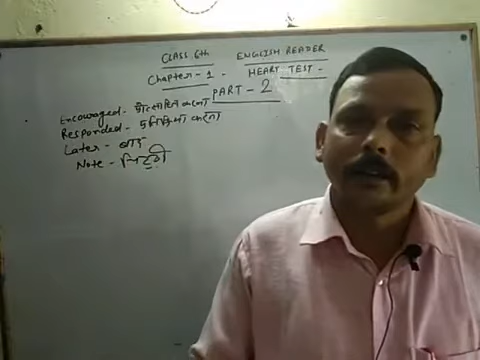 CLASS 6th ENGLISH READER
Chapter - 1 - HEART TEST -
PART - 2
Encouraged - प्रोत्साहित करना
Responded - प्रतिक्रिया करना
Later - बाद
Note - चिट्ठी